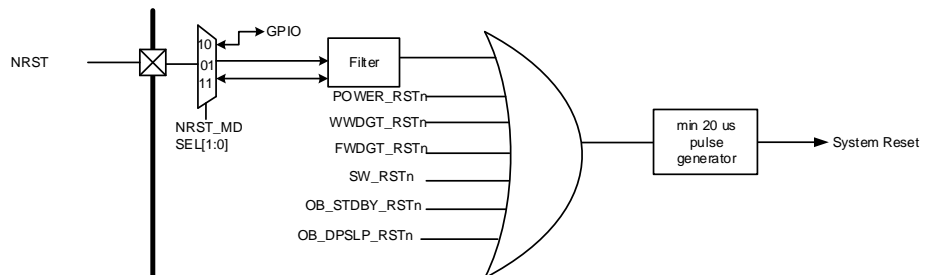 GPIO
10
NRST
01
Filter
11
POWER_RSTn
NRST_MD
SEL[1:0]
WWDGT_RSTn
FWDGT_RSTn
min 20 us
pulse
generator
System Reset
SW_RSTn
OB_STDBY_RSTn
OB_DPSLP_RSTn